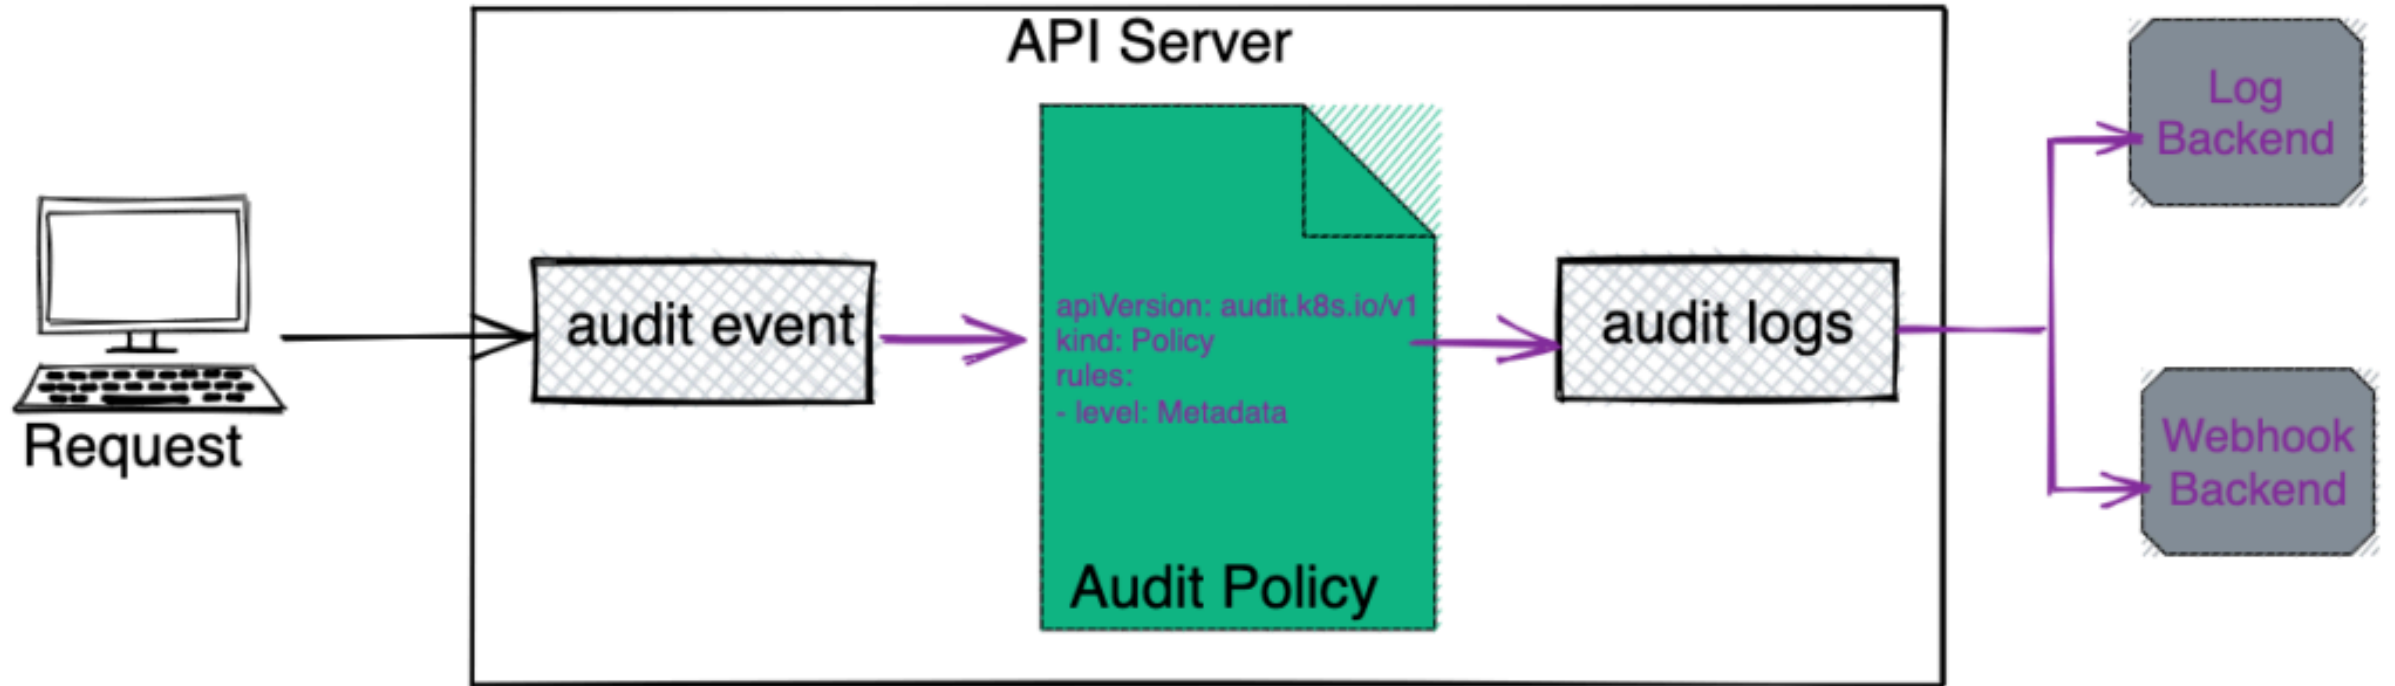 API Server
Request
audit event
apiVersion: audit.k8s.io/v1
kind: Policy
rules:
- level: Metadata
Audit Policy
audit logs
Log
Backend
Webhook
Backend